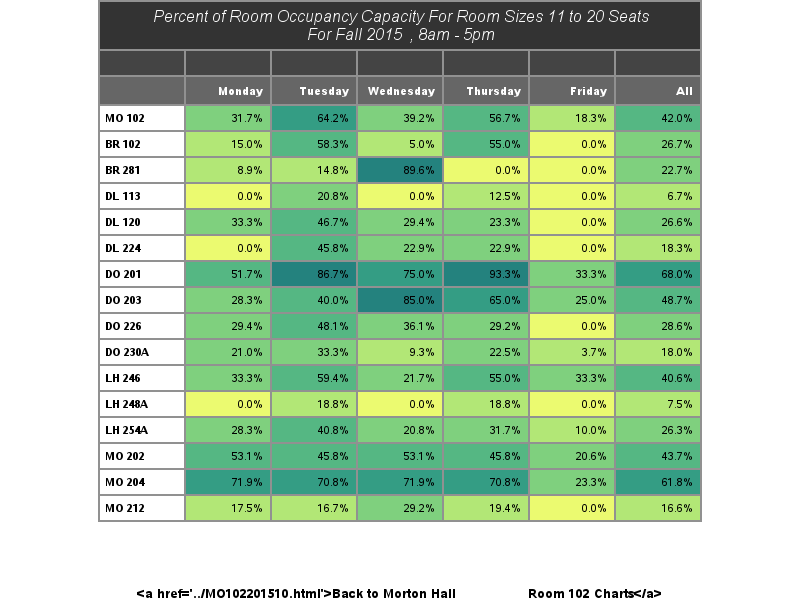 Percent of Room Occupancy Capacity For Room Sizes 11 to 20 Seats
For Fall 2015 , 8am - 5pm
Monday Tuesday Wednesday Thursday Friday All
MO 102 31.7% 64.2% 39.2% 56.7% 18.3% 42.0%
BR 102 15.0% 58.3% 5.0% 55.0% 0.0% 26.7%
BR 281 8.9% 14.8% 89.6% 0.0% 0.0% 22.7%
DL 113 0.0% 20.8% 0.0% 12.5% 0.0% 6.7%
DL 120 33.3% 46.7% 29.4% 23.3% 0.0% 26.6%
DL 224 0.0% 45.8% 22.9% 22.9% 0.0% 18.3%
DO 201 51.7% 86.7% 75.0% 93.3% 33.3% 68.0%
DO 203 28.3% 40.0% 85.0% 65.0% 25.0% 48.7%
DO 226 29.4% 48.1% 36.1% 29.2% 0.0% 28.6%
DO 230A 21.0% 33.3% 9.3% 22.5% 3.7% 18.0%
LH 246 33.3% 59.4% 21.7% 55.0% 33.3% 40.6%
LH 248A 0.0% 18.8% 0.0% 18.8% 0.0% 7.5%
LH 254A 28.3% 40.8% 20.8% 31.7% 10.0% 26.3%
MO 202 53.1% 45.8% 53.1% 45.8% 20.6% 43.7%
MO 204 71.9% 70.8% 71.9% 70.8% 23.3% 61.8%
MO 212 17.5% 16.7% 29.2% 19.4% 0.0% 16.6%
<a href='../MO102201510.html'>Back to Morton Hall Room 102 Charts</a>